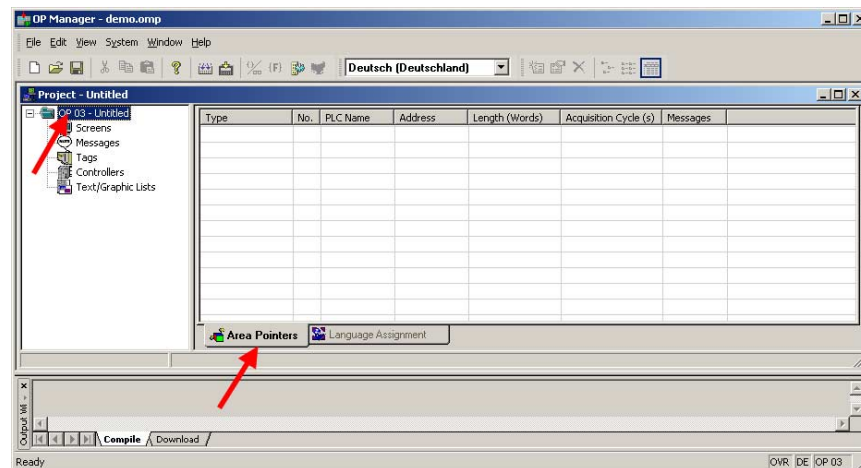 OP Manager - demo.omp
File Edit View System Window Help
Deutsch (Deutschland)
Project - Untitled
OP 03 - Untitled
Screens
Messages
Tags
Controllers
Text/Graphic Lists
Type No. PLC Name Address Length (Words) Acquisition Cycle (s) Messages
Area Pointers Language Assignment
Output Wi
Compile Download
Ready OVR DE OP 03